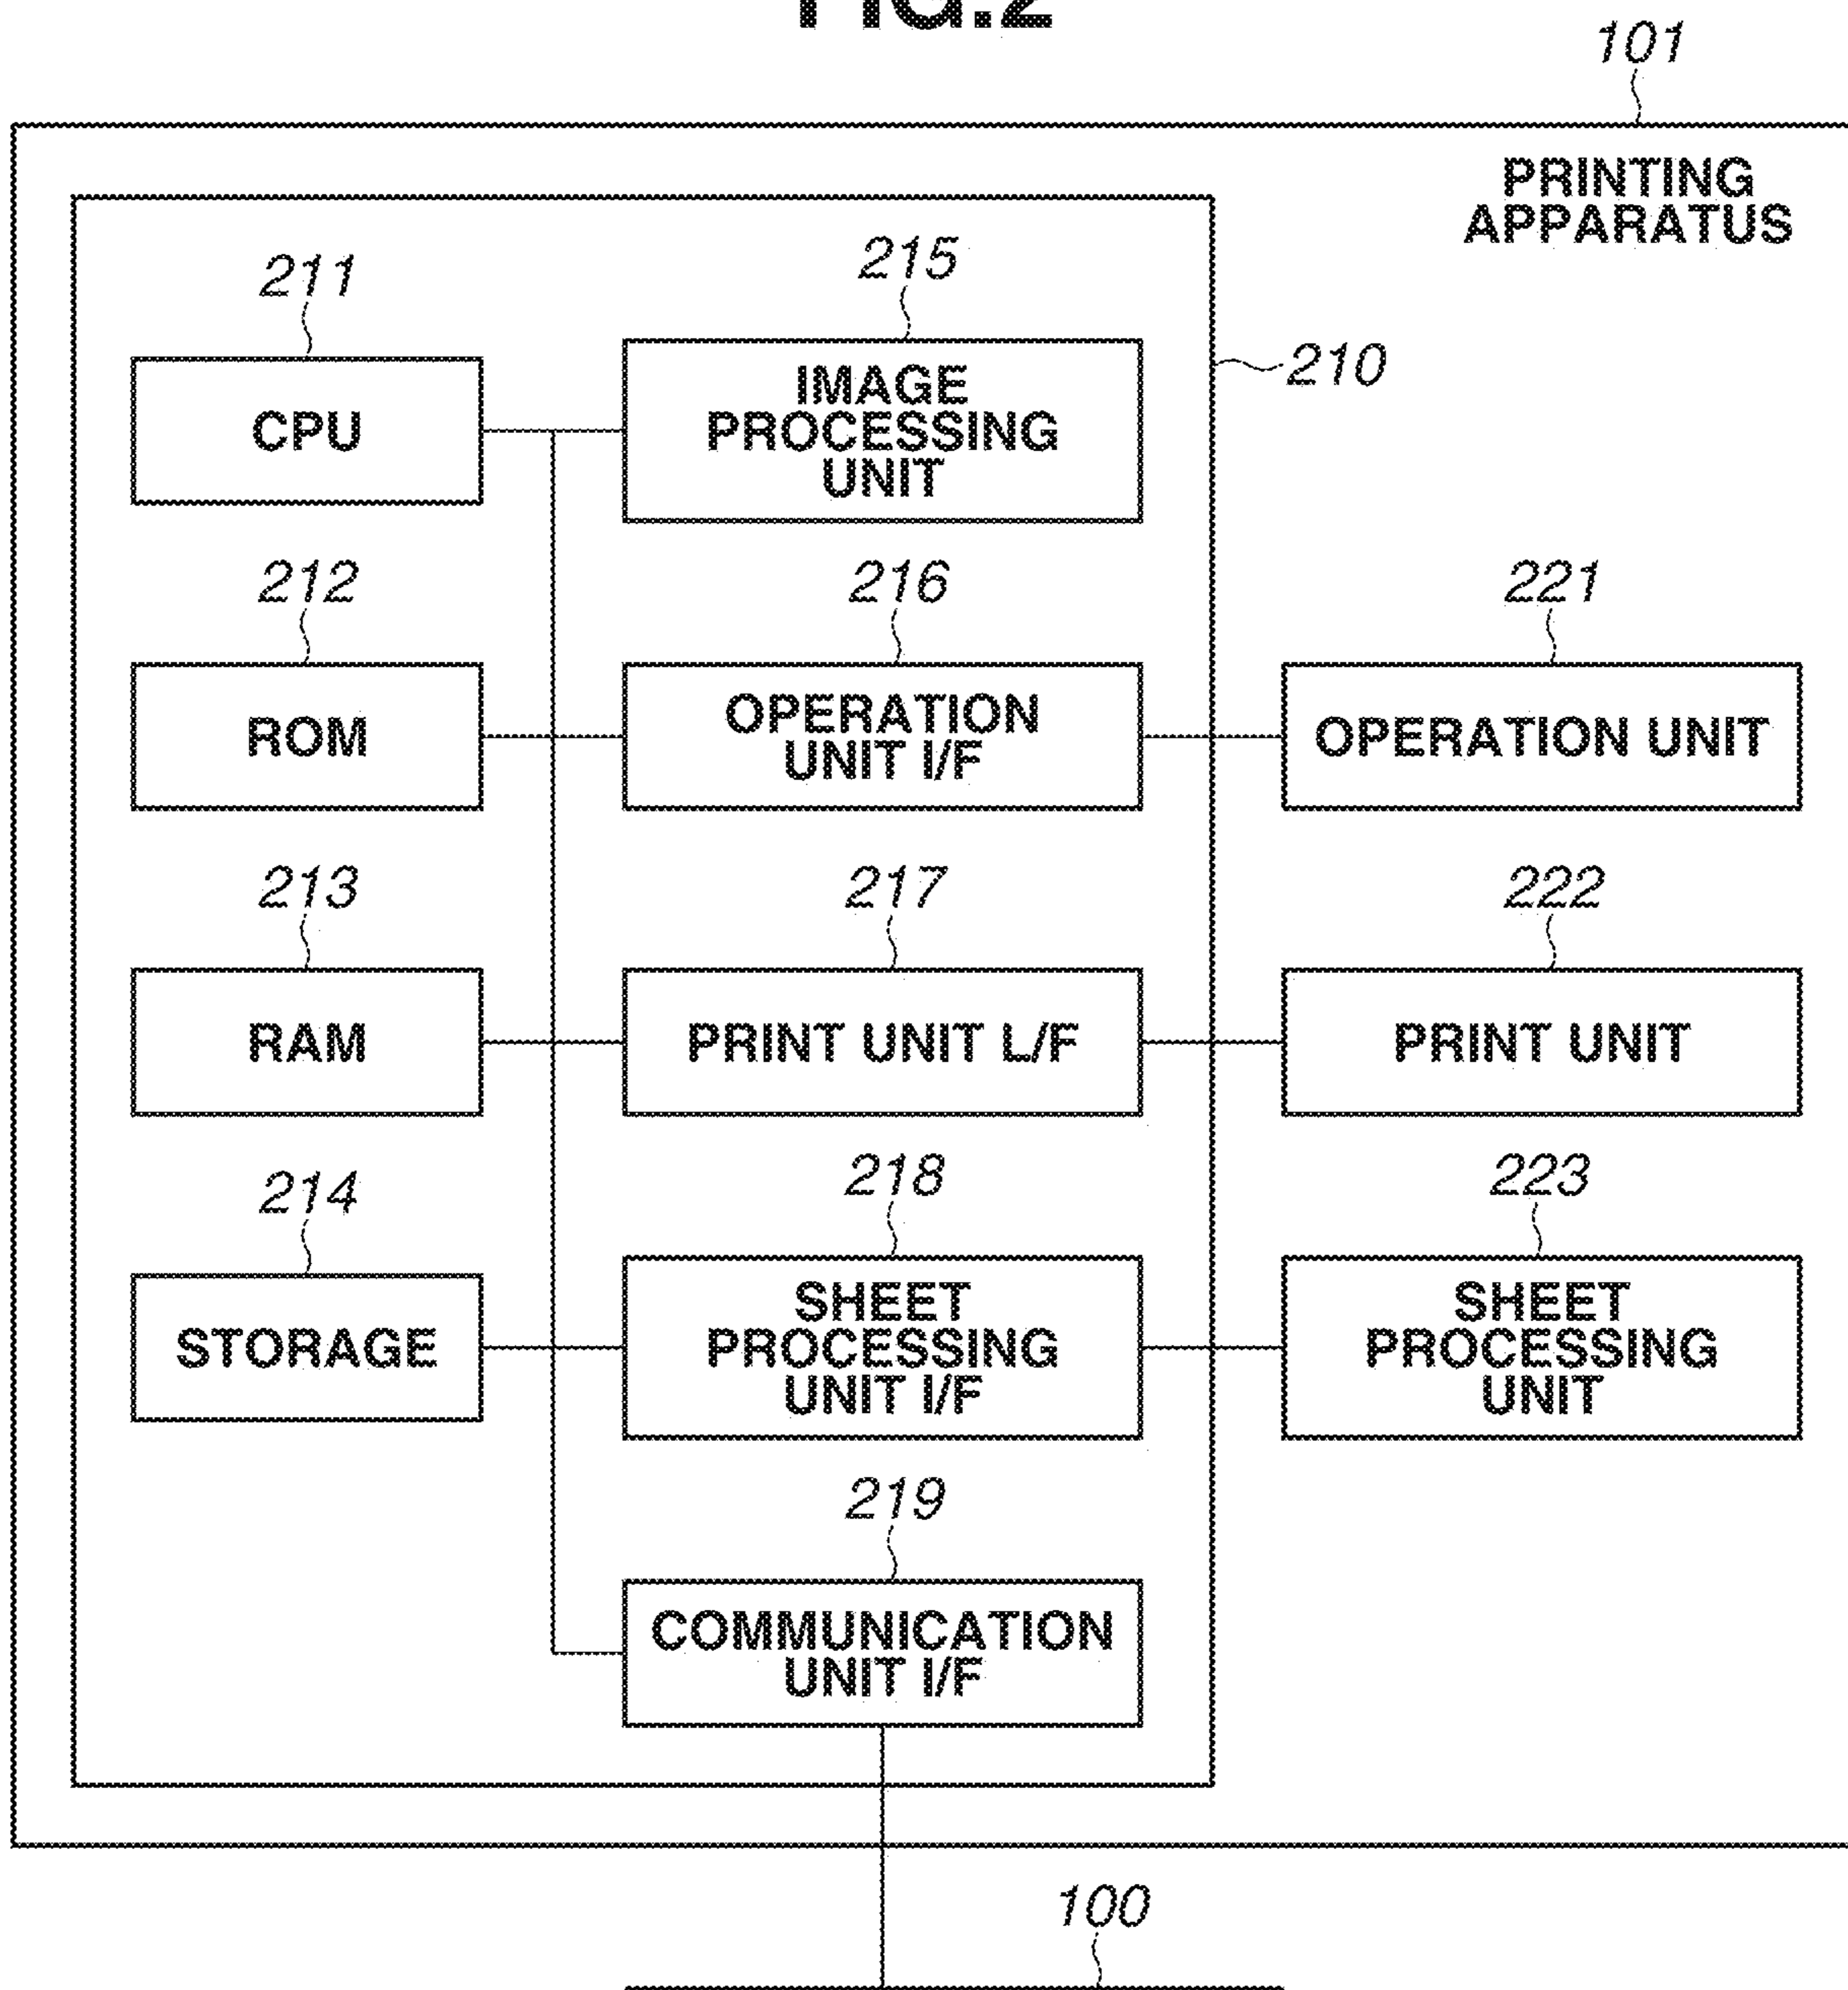 FIG.2
101
PRINTING
APPARATUS
211
215
210
CPU
IMAGE
PROCESSING
UNIT
212
216
221
ROM
OPERATION
UNIT I/F
OPERATION UNIT
213
217
222
RAM
PRINT UNIT L/F
PRINT UNIT
214
218
223
STORAGE
SHEET
PROCESSING
UNIT I/F
SHEET
PROCESSING
UNIT
219
COMMUNICATION
UNIT I/F
100